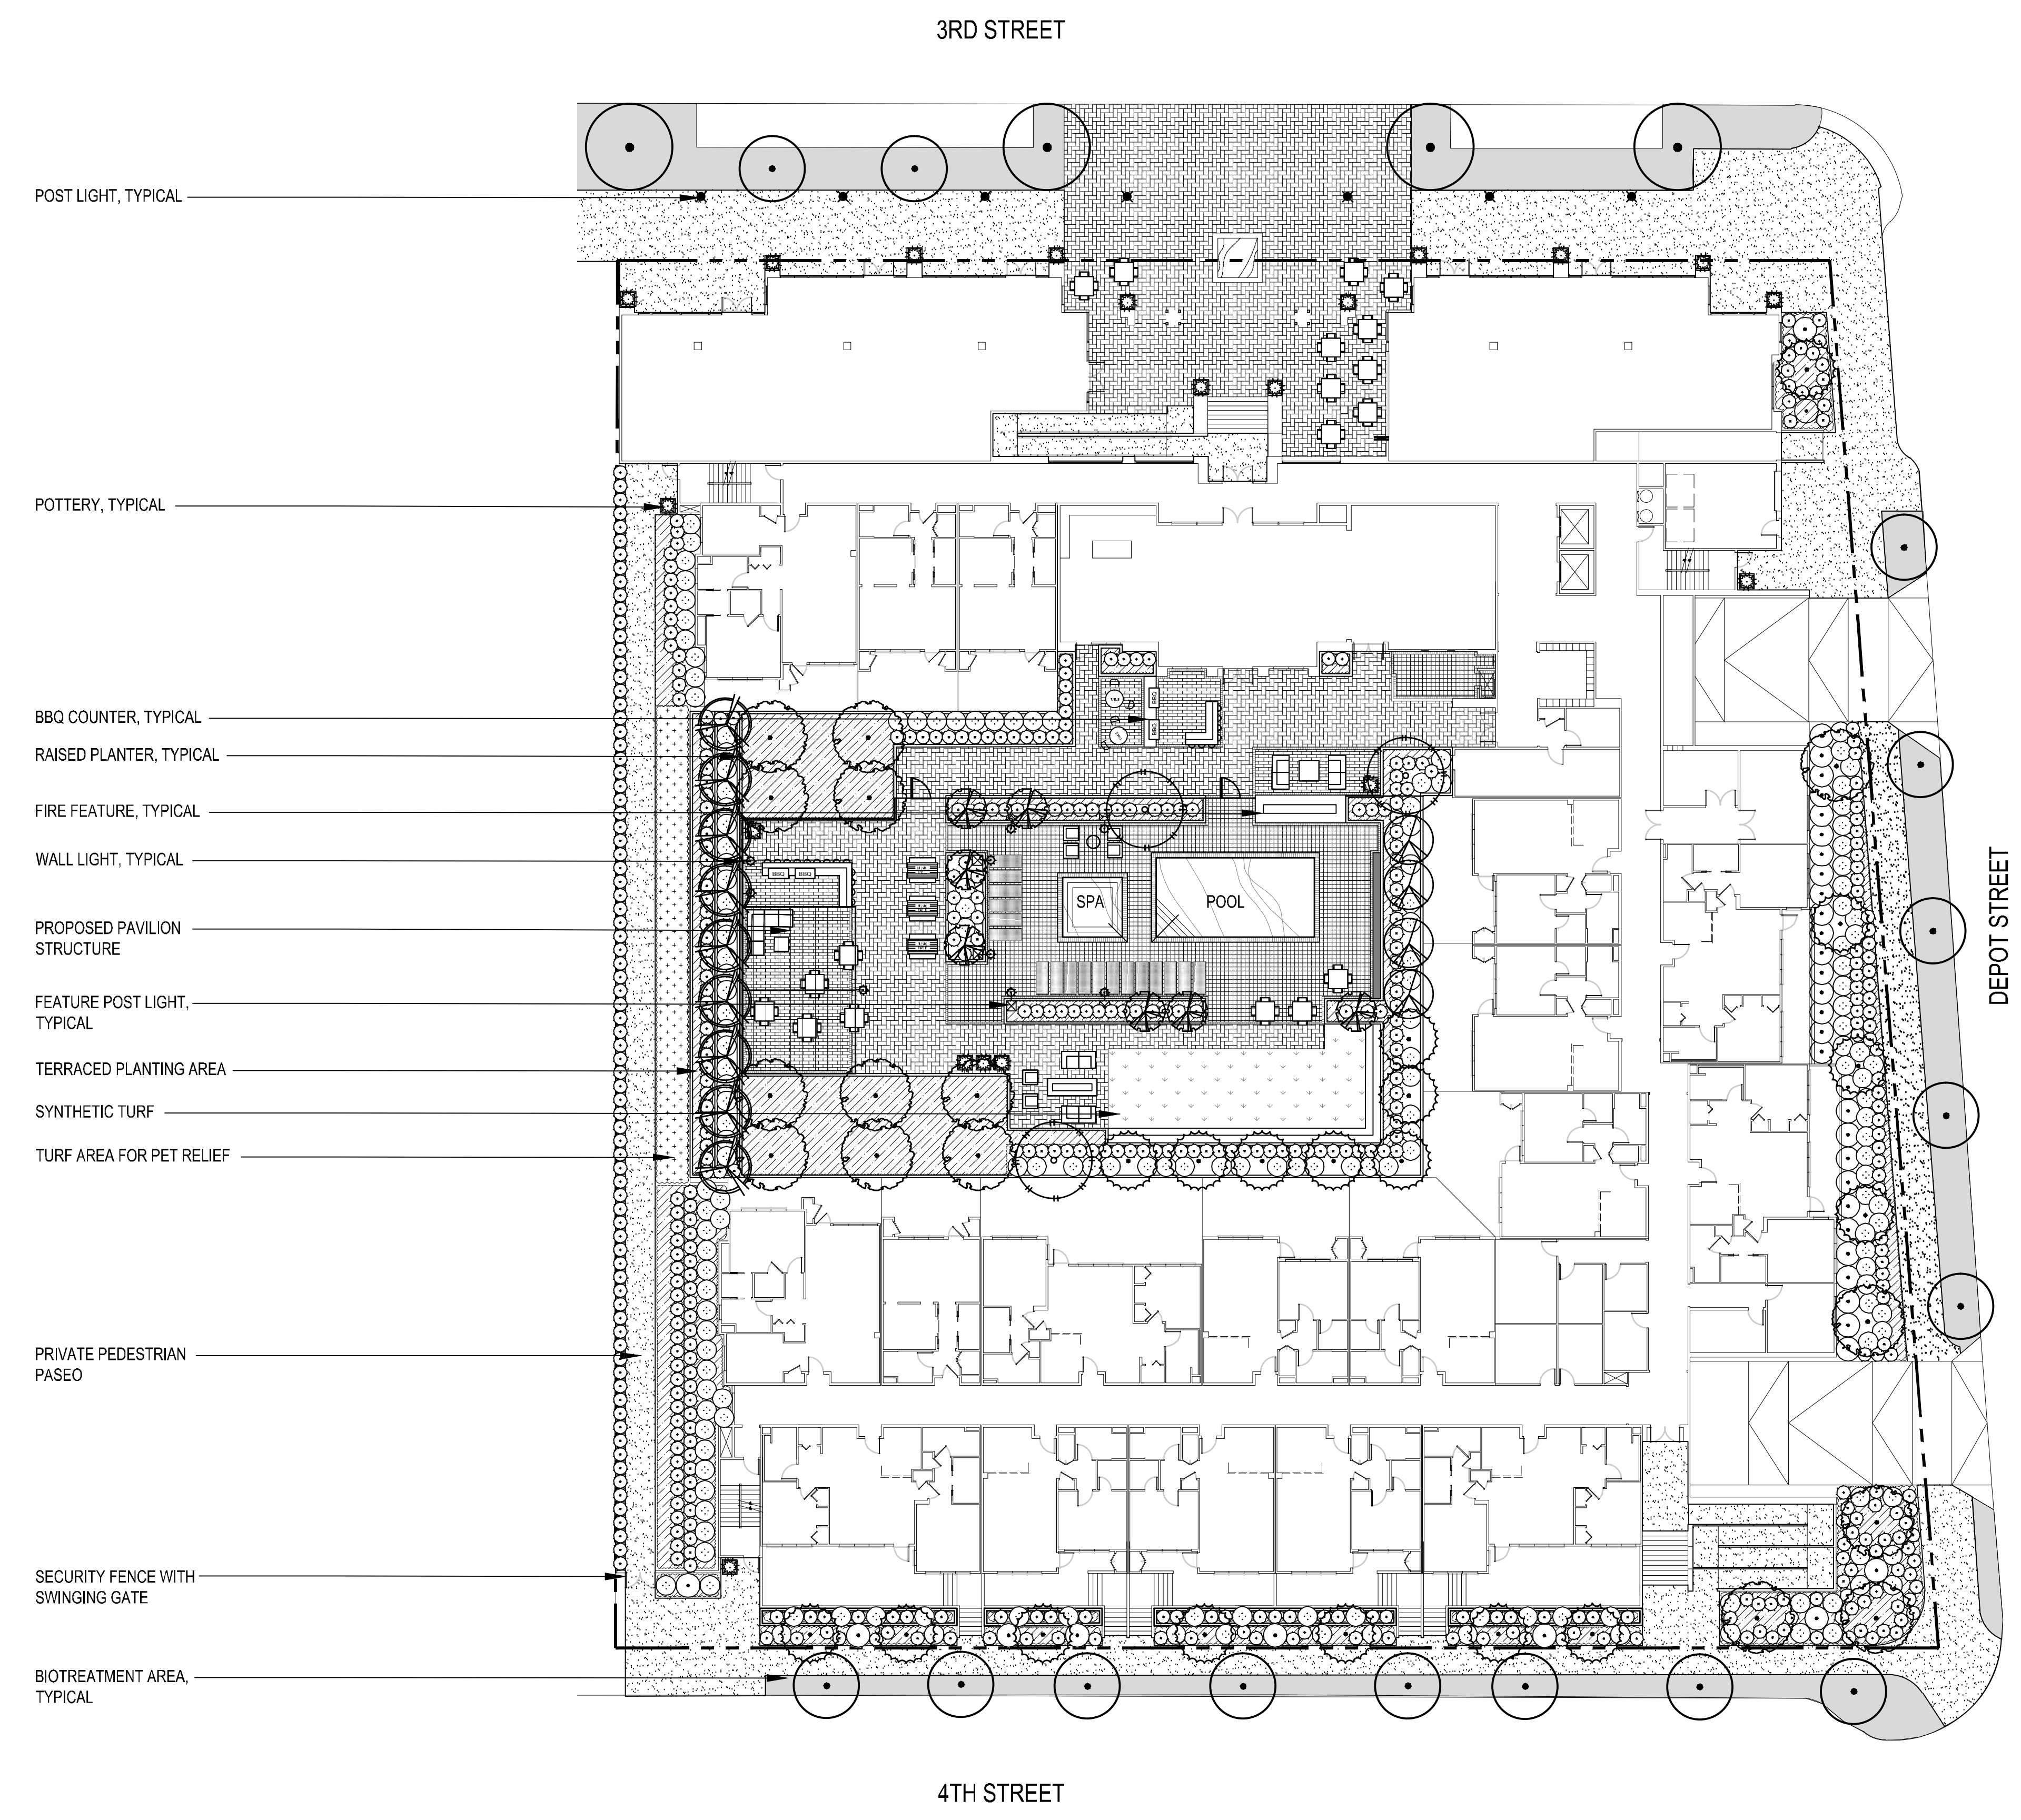 3RD STREET
POST LIGHT, TYPICAL
POTTERY, TYPICAL
BBQ COUNTER, TYPICAL
RAISED PLANTER, TYPICAL
FIRE FEATURE, TYPICAL
WALL LIGHT, TYPICAL
PROPOSED PAVILION
STRUCTURE
FEATURE POST LIGHT,
TYPICAL
TERRACED PLANTING AREA
SYNTHETIC TURF
TURF AREA FOR PET RELIEF
PRIVATE PEDESTRIAN
PASEO
SECURITY FENCE WITH
SWINGING GATE
BIOTREATMENT AREA,
TYPICAL
BBQ
BBQ
BBQ BBQ
SPA
POOL
DEPOT STREET
4TH STREET